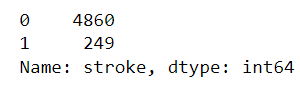 0    4860
1     249
Name: stroke, dtype: int64